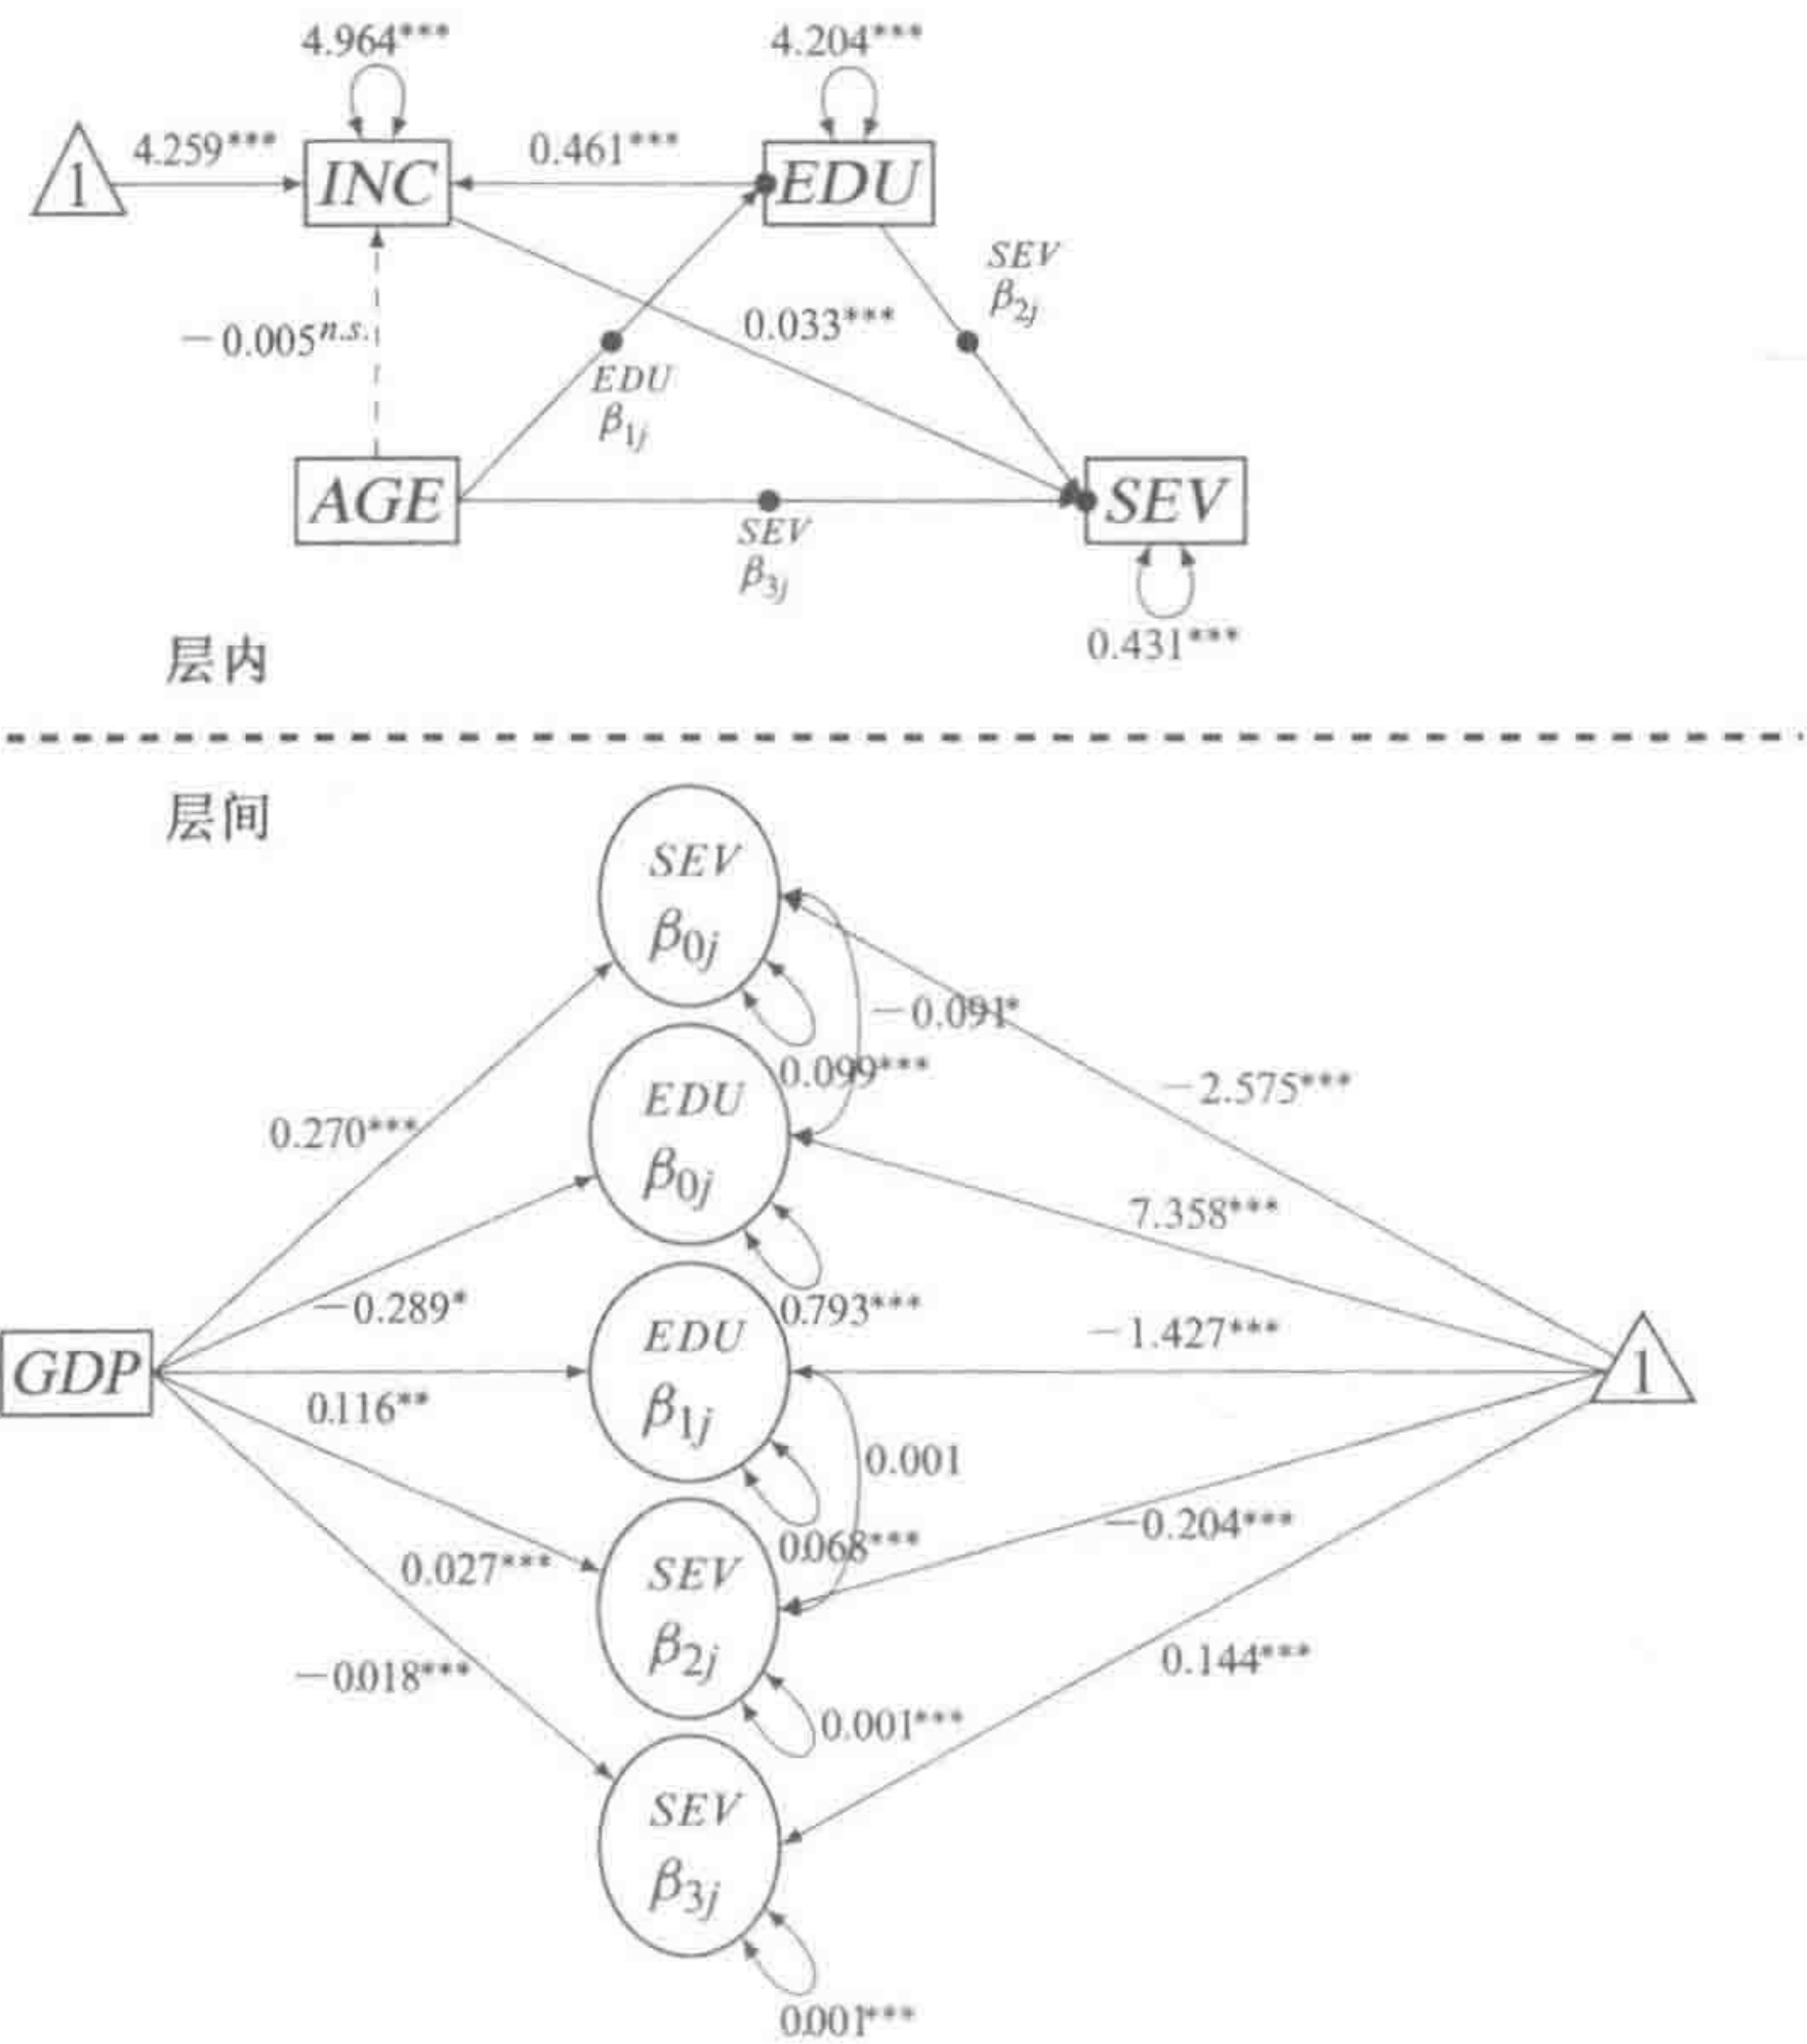 4.964***
4.204***
1
4.259***
INC
0.461***
EDU
SEV
β2j
-0.005n.s.
0.033***
EDU
β1j
AGE
SEV
SEV
β3j
0.431***
层内
层间
SEV
β0j
-0.091*
0.099***
-2.575***
0.270***
EDU
β0j
7.358***
-0.289*
0.793***
-1.427***
GDP
EDU
β1j
1
0.116**
0.001
0.068***
-0.204***
0.027***
SEV
β2j
-0.018***
0.144***
0.001***
SEV
β3j
0.001***